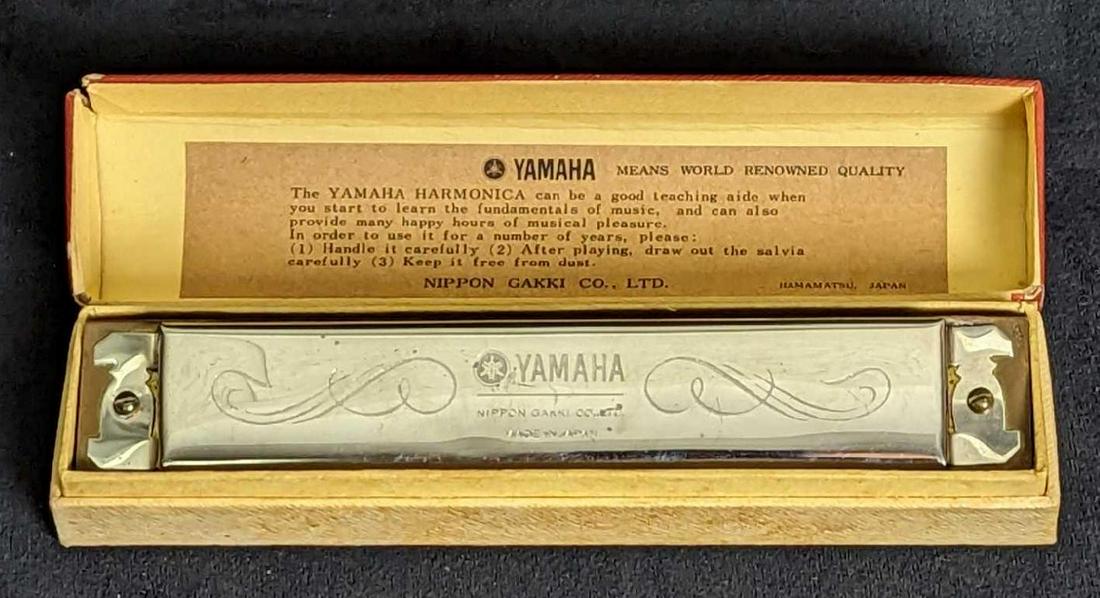 YAMAHA MEANS WORLD RENOWNED QUALITY
The YAMAHA HARMONICA can be a good teaching aide when
you start to learn the fundamentals of music, and can also
provide many happy hours of musical pleasure.
In order to use it for a number of years, please:
(1) Handle it carefully (2) After playing, draw out the salvia
carefully (3) Keep it free from dust.
NIPPON GAKKI CO., LTD. HAMAMATSU, JAPAN
YAMAHA
NIPPON GAKKI CO., LTD.
MADE IN JAPAN